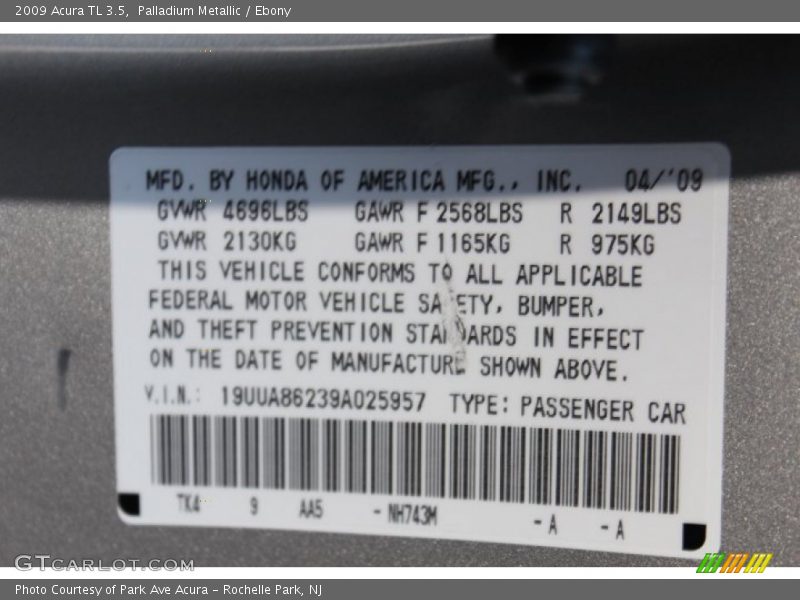 2009 Acura TL 3.5,  Palladium Metallic / Ebony
MFD. BY HONDA OF AMERICA MFG., INC.   04/'09
GVWR 4696LBS   GAWR F 2568LBS   R 2149LBS
GVWR 2130KG   GAWR F 1165KG   R 975KG
THIS VEHICLE CONFORMS TO ALL APPLICABLE
FEDERAL MOTOR VEHICLE SAFETY, BUMPER,
AND THEFT PREVENTION STANDARDS IN EFFECT
ON THE DATE OF MANUFACTURE SHOWN ABOVE.
V.I.N.: 19UUA86239A025957   TYPE: PASSENGER CAR
TK4   9   AA5   -NH743M   -A   -A
GTCARLOT.COM
Photo Courtesy of Park Ave Acura – Rochelle Park, NJ